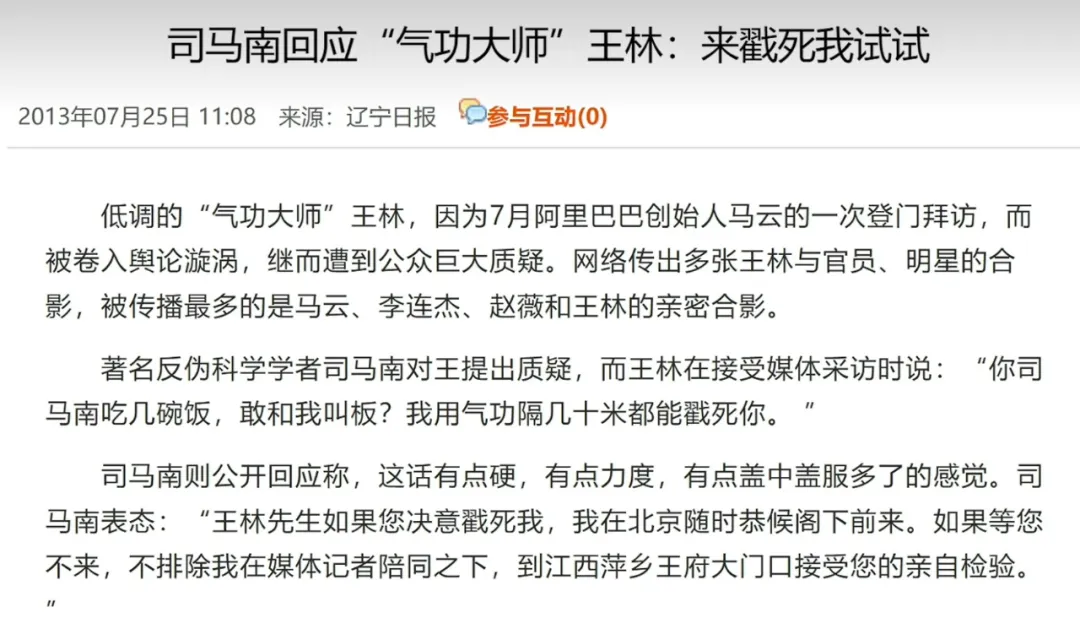 司马南回应“气功大师”王林：来戳死我试试
2013年07月25日 11:08 来源：辽宁日报 参与互动(0)
低调的“气功大师”王林，因为7月阿里巴巴创始人马云的一次登门拜访，而
被卷入舆论漩涡，继而遭到公众巨大质疑。网络传出多张王林与官员、明星的合
影，被传播最多的是马云、李连杰、赵薇和王林的亲密合影。
著名反伪科学学者司马南对王提出质疑，而王林在接受媒体采访时说：“你司
马南吃几碗饭，敢和我叫板？我用气功隔几十米都能戳死你。”
司马南则公开回应称，这话有点硬，有点力度，有点盖中盖服多了的感觉。司
马南表态：“王林先生如果您决意戳死我，我在北京随时恭候阁下前来。如果等您
不来，不排除我在媒体记者陪同之下，到江西萍乡王府大门口接受您的亲自检验。
”